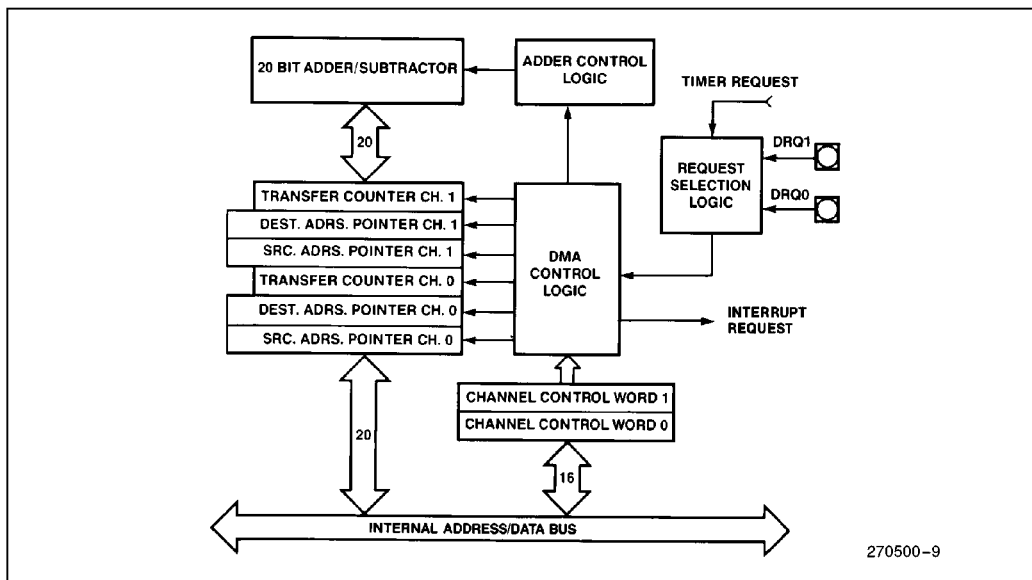 20 BIT ADDER/SUBTRACTOR
ADDER CONTROL
LOGIC
TIMER REQUEST
20
REQUEST
SELECTION
LOGIC
DRQ1
DRQ0
TRANSFER COUNTER CH. 1
DEST. ADRS. POINTER CH. 1
SRC. ADRS. POINTER CH. 1
TRANSFER COUNTER CH. 0
DEST. ADRS. POINTER CH. 0
SRC. ADRS. POINTER CH. 0
DMA
CONTROL
LOGIC
INTERRUPT
REQUEST
CHANNEL CONTROL WORD 1
CHANNEL CONTROL WORD 0
20
16
INTERNAL ADDRESS/DATA BUS
270500-9